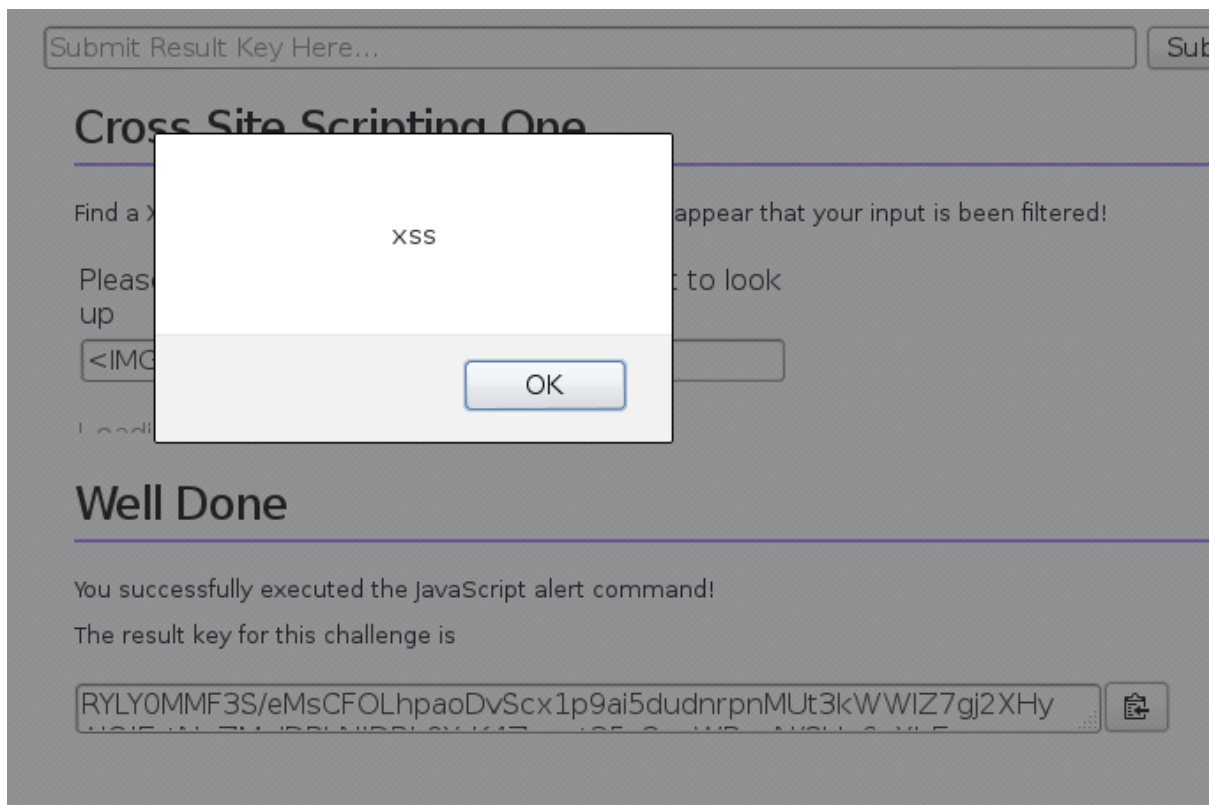 Submit Result Key Here...
Sub
Cross Site Scripting One
Find a X
appear that your input is been filtered!
xss
Pleas
t to look
up
<IMG
OK
Loadi
Well Done
You successfully executed the JavaScript alert command!
The result key for this challenge is
RYLY0MMF3S/eMsCFOLhpaoDvScx1p9ai5dudnrpnMUt3kWWIZ7gj2XHy